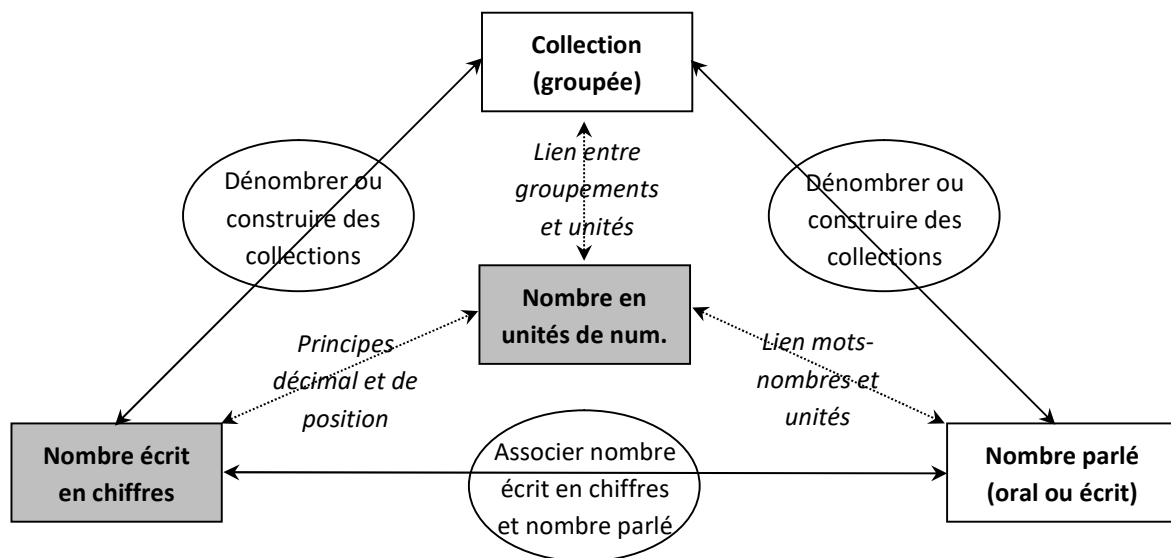 Collection
(groupée)
Lien entre
groupements
et unités
Dénombrer ou
construire des
collections
Dénombrer ou
construire des
collections
Nombre en
unités de num.
Principes
décimal et de
position
Lien mots-
nombres et
unités
Nombre écrit
en chiffres
Associer nombre
écrit en chiffres
et nombre parlé
Nombre parlé
(oral ou écrit)